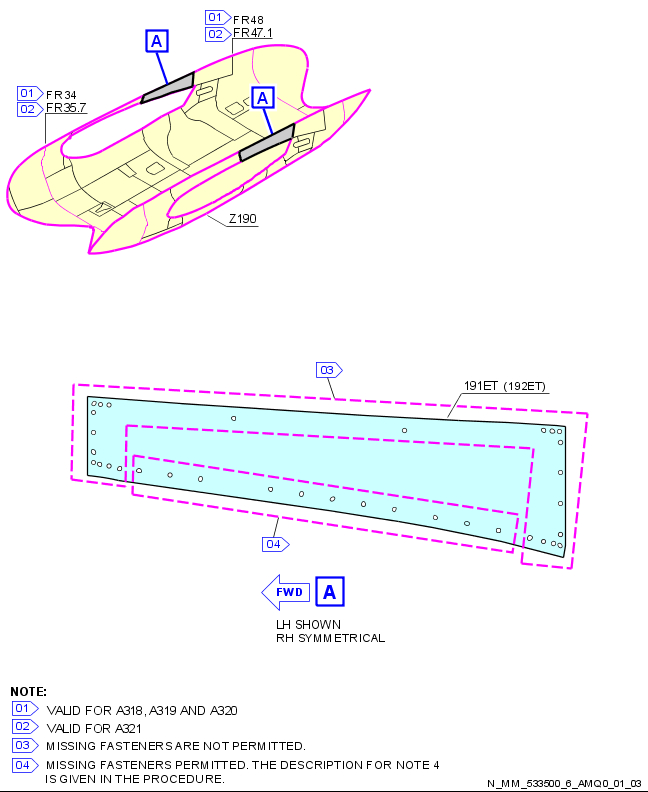 01 FR48
02 FR47.1
A
01 FR34
02 FR35.7
A
Z190
03
191ET (192ET)
04
FWD A
LH SHOWN
RH SYMMETRICAL
NOTE:
01 VALID FOR A318, A319 AND A320
02 VALID FOR A321
03 MISSING FASTENERS ARE NOT PERMITTED.
04 MISSING FASTENERS PERMITTED. THE DESCRIPTION FOR NOTE 4
IS GIVEN IN THE PROCEDURE.
N_MM_533500_6_AMQ0_01_03